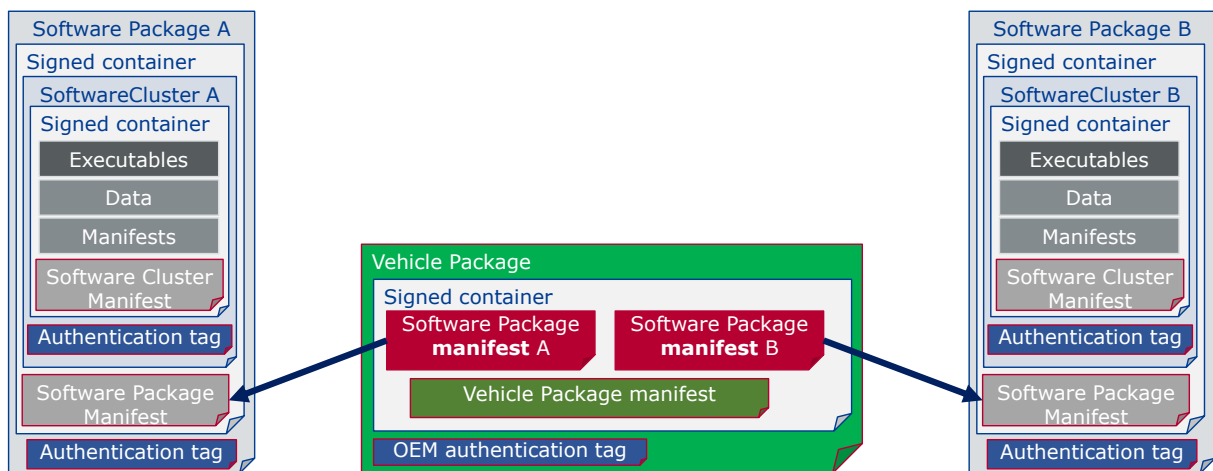 Software Package A
Signed container
SoftwareCluster A
Signed container
Executables
Data
Manifests
Software Cluster
Manifest
Authentication tag
Software Package
Manifest
Authentication tag
Vehicle Package
Signed container
Software Package
manifest A
Software Package
manifest B
Vehicle Package manifest
OEM authentication tag
Software Package B
Signed container
SoftwareCluster B
Signed container
Executables
Data
Manifests
Software Cluster
Manifest
Authentication tag
Software Package
Manifest
Authentication tag